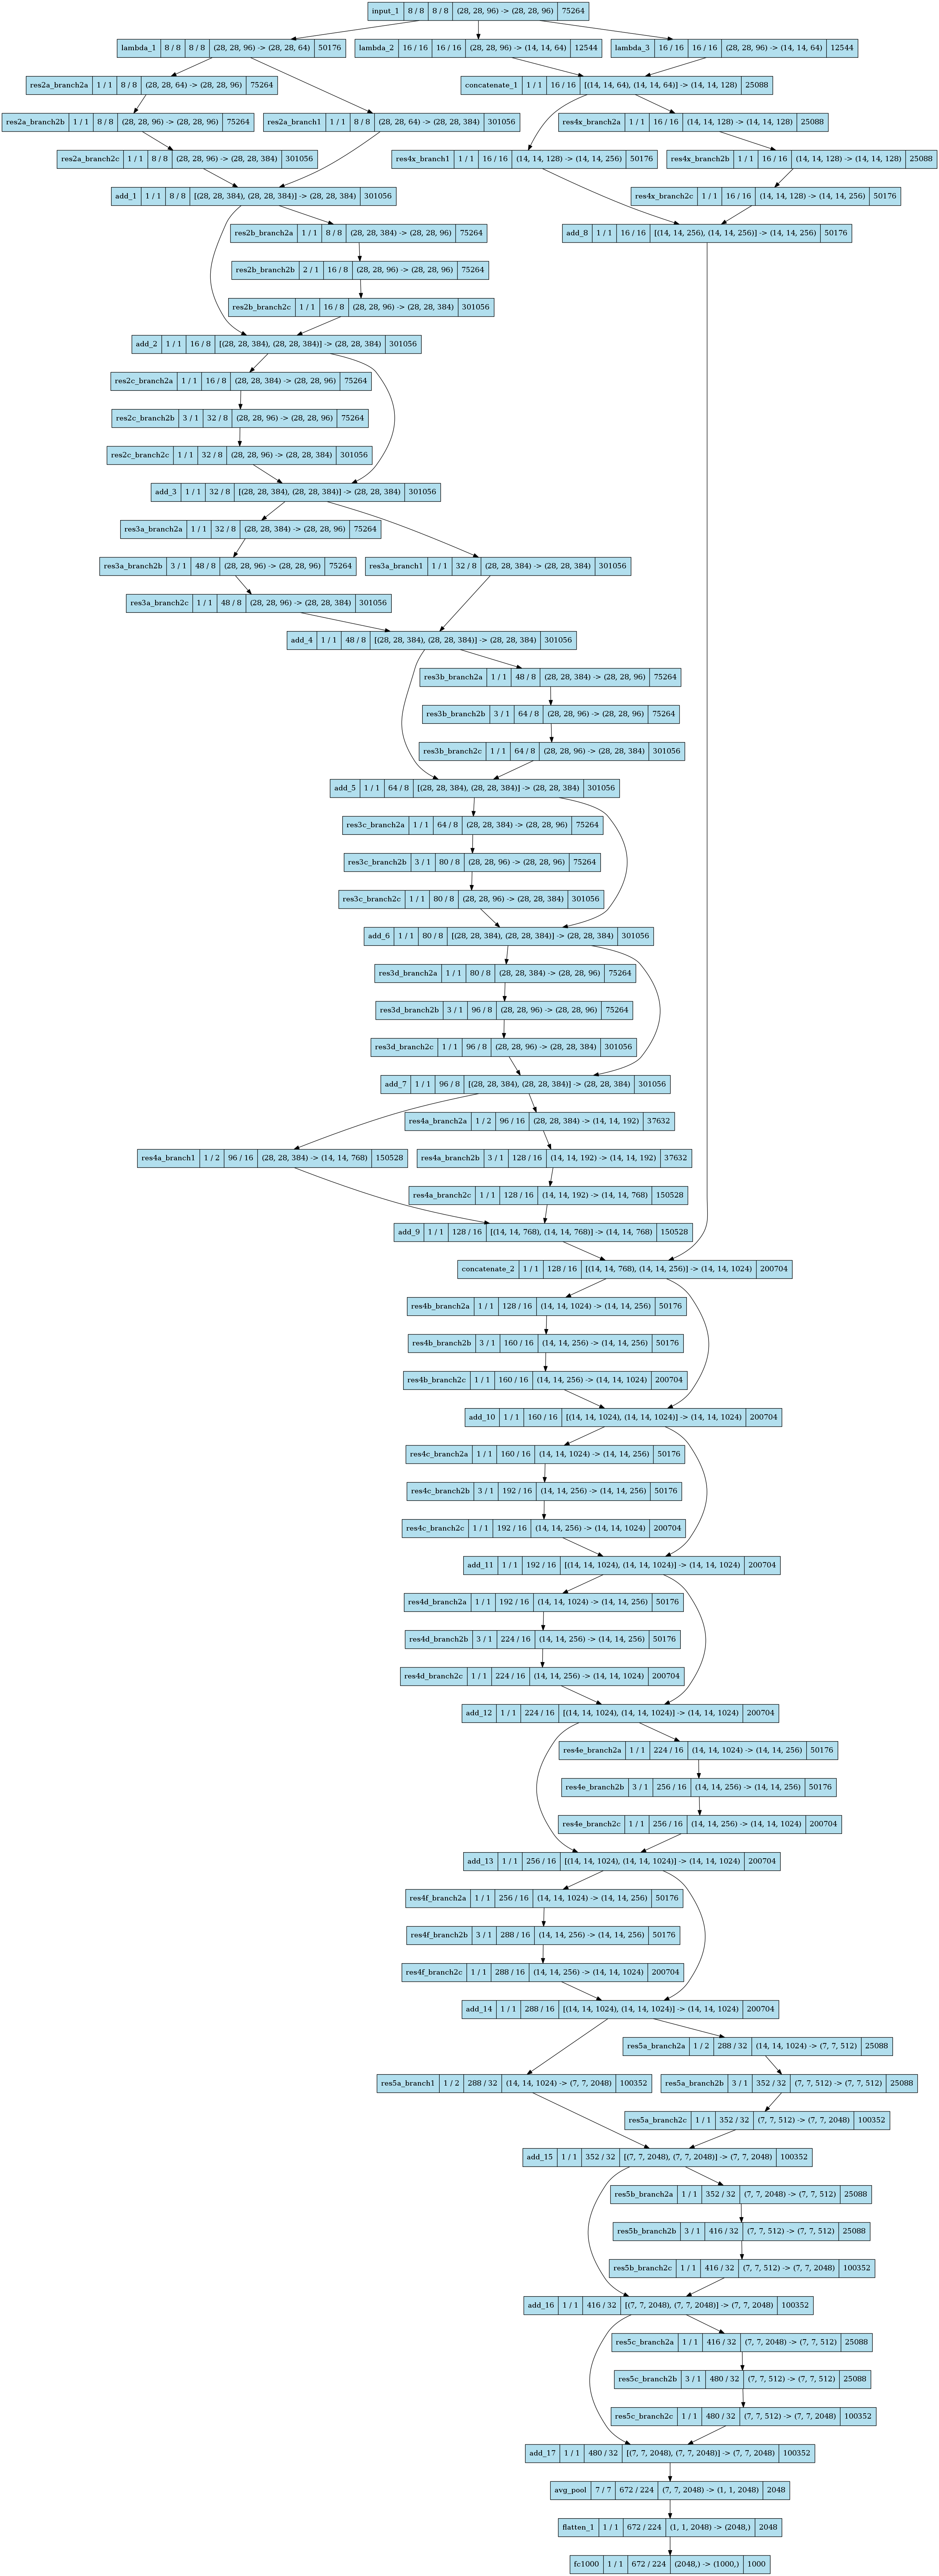 input_1 8 / 8 8 / 8 (28, 28, 96) -> (28, 28, 96) 75264
lambda_1 8 / 8 8 / 8 (28, 28, 96) -> (28, 28, 64) 50176
lambda_2 16 / 16 16 / 16 (28, 28, 96) -> (14, 14, 64) 12544
lambda_3 16 / 16 16 / 16 (28, 28, 96) -> (14, 14, 64) 12544
res2a_branch2a 1 / 1 8 / 8 (28, 28, 64) -> (28, 28, 96) 75264
concatenate_1 1 / 1 16 / 16 [(14, 14, 64), (14, 14, 64)] -> (14, 14, 128) 25088
res2a_branch2b 1 / 1 8 / 8 (28, 28, 96) -> (28, 28, 96) 75264
res2a_branch1 1 / 1 8 / 8 (28, 28, 64) -> (28, 28, 384) 301056
res4x_branch2a 1 / 1 16 / 16 (14, 14, 128) -> (14, 14, 128) 25088
res2a_branch2c 1 / 1 8 / 8 (28, 28, 96) -> (28, 28, 384) 301056
res4x_branch1 1 / 1 16 / 16 (14, 14, 128) -> (14, 14, 256) 50176
res4x_branch2b 1 / 1 16 / 16 (14, 14, 128) -> (14, 14, 128) 25088
add_1 1 / 1 8 / 8 [(28, 28, 384), (28, 28, 384)] -> (28, 28, 384) 301056
res4x_branch2c 1 / 1 16 / 16 (14, 14, 128) -> (14, 14, 256) 50176
res2b_branch2a 1 / 1 8 / 8 (28, 28, 384) -> (28, 28, 96) 75264
add_8 1 / 1 16 / 16 [(14, 14, 256), (14, 14, 256)] -> (14, 14, 256) 50176
res2b_branch2b 2 / 1 16 / 8 (28, 28, 96) -> (28, 28, 96) 75264
res2b_branch2c 1 / 1 16 / 8 (28, 28, 96) -> (28, 28, 384) 301056
add_2 1 / 1 16 / 8 [(28, 28, 384), (28, 28, 384)] -> (28, 28, 384) 301056
res2c_branch2a 1 / 1 16 / 8 (28, 28, 384) -> (28, 28, 96) 75264
res2c_branch2b 3 / 1 32 / 8 (28, 28, 96) -> (28, 28, 96) 75264
res2c_branch2c 1 / 1 32 / 8 (28, 28, 96) -> (28, 28, 384) 301056
add_3 1 / 1 32 / 8 [(28, 28, 384), (28, 28, 384)] -> (28, 28, 384) 301056
res3a_branch2a 1 / 1 32 / 8 (28, 28, 384) -> (28, 28, 96) 75264
res3a_branch2b 3 / 1 48 / 8 (28, 28, 96) -> (28, 28, 96) 75264
res3a_branch1 1 / 1 32 / 8 (28, 28, 384) -> (28, 28, 384) 301056
res3a_branch2c 1 / 1 48 / 8 (28, 28, 96) -> (28, 28, 384) 301056
add_4 1 / 1 48 / 8 [(28, 28, 384), (28, 28, 384)] -> (28, 28, 384) 301056
res3b_branch2a 1 / 1 48 / 8 (28, 28, 384) -> (28, 28, 96) 75264
res3b_branch2b 3 / 1 64 / 8 (28, 28, 96) -> (28, 28, 96) 75264
res3b_branch2c 1 / 1 64 / 8 (28, 28, 96) -> (28, 28, 384) 301056
add_5 1 / 1 64 / 8 [(28, 28, 384), (28, 28, 384)] -> (28, 28, 384) 301056
res3c_branch2a 1 / 1 64 / 8 (28, 28, 384) -> (28, 28, 96) 75264
res3c_branch2b 3 / 1 80 / 8 (28, 28, 96) -> (28, 28, 96) 75264
res3c_branch2c 1 / 1 80 / 8 (28, 28, 96) -> (28, 28, 384) 301056
add_6 1 / 1 80 / 8 [(28, 28, 384), (28, 28, 384)] -> (28, 28, 384) 301056
res3d_branch2a 1 / 1 80 / 8 (28, 28, 384) -> (28, 28, 96) 75264
res3d_branch2b 3 / 1 96 / 8 (28, 28, 96) -> (28, 28, 96) 75264
res3d_branch2c 1 / 1 96 / 8 (28, 28, 96) -> (28, 28, 384) 301056
add_7 1 / 1 96 / 8 [(28, 28, 384), (28, 28, 384)] -> (28, 28, 384) 301056
res4a_branch2a 1 / 2 96 / 16 (28, 28, 384) -> (14, 14, 192) 37632
res4a_branch1 1 / 2 96 / 16 (28, 28, 384) -> (14, 14, 768) 150528
res4a_branch2b 3 / 1 128 / 16 (14, 14, 192) -> (14, 14, 192) 37632
res4a_branch2c 1 / 1 128 / 16 (14, 14, 192) -> (14, 14, 768) 150528
add_9 1 / 1 128 / 16 [(14, 14, 768), (14, 14, 768)] -> (14, 14, 768) 150528
concatenate_2 1 / 1 128 / 16 [(14, 14, 768), (14, 14, 256)] -> (14, 14, 1024) 200704
res4b_branch2a 1 / 1 128 / 16 (14, 14, 1024) -> (14, 14, 256) 50176
res4b_branch2b 3 / 1 160 / 16 (14, 14, 256) -> (14, 14, 256) 50176
res4b_branch2c 1 / 1 160 / 16 (14, 14, 256) -> (14, 14, 1024) 200704
add_10 1 / 1 160 / 16 [(14, 14, 1024), (14, 14, 1024)] -> (14, 14, 1024) 200704
res4c_branch2a 1 / 1 160 / 16 (14, 14, 1024) -> (14, 14, 256) 50176
res4c_branch2b 3 / 1 192 / 16 (14, 14, 256) -> (14, 14, 256) 50176
res4c_branch2c 1 / 1 192 / 16 (14, 14, 256) -> (14, 14, 1024) 200704
add_11 1 / 1 192 / 16 [(14, 14, 1024), (14, 14, 1024)] -> (14, 14, 1024) 200704
res4d_branch2a 1 / 1 192 / 16 (14, 14, 1024) -> (14, 14, 256) 50176
res4d_branch2b 3 / 1 224 / 16 (14, 14, 256) -> (14, 14, 256) 50176
res4d_branch2c 1 / 1 224 / 16 (14, 14, 256) -> (14, 14, 1024) 200704
add_12 1 / 1 224 / 16 [(14, 14, 1024), (14, 14, 1024)] -> (14, 14, 1024) 200704
res4e_branch2a 1 / 1 224 / 16 (14, 14, 1024) -> (14, 14, 256) 50176
res4e_branch2b 3 / 1 256 / 16 (14, 14, 256) -> (14, 14, 256) 50176
res4e_branch2c 1 / 1 256 / 16 (14, 14, 256) -> (14, 14, 1024) 200704
add_13 1 / 1 256 / 16 [(14, 14, 1024), (14, 14, 1024)] -> (14, 14, 1024) 200704
res4f_branch2a 1 / 1 256 / 16 (14, 14, 1024) -> (14, 14, 256) 50176
res4f_branch2b 3 / 1 288 / 16 (14, 14, 256) -> (14, 14, 256) 50176
res4f_branch2c 1 / 1 288 / 16 (14, 14, 256) -> (14, 14, 1024) 200704
add_14 1 / 1 288 / 16 [(14, 14, 1024), (14, 14, 1024)] -> (14, 14, 1024) 200704
res5a_branch2a 1 / 2 288 / 32 (14, 14, 1024) -> (7, 7, 512) 25088
res5a_branch1 1 / 2 288 / 32 (14, 14, 1024) -> (7, 7, 2048) 100352
res5a_branch2b 3 / 1 352 / 32 (7, 7, 512) -> (7, 7, 512) 25088
res5a_branch2c 1 / 1 352 / 32 (7, 7, 512) -> (7, 7, 2048) 100352
add_15 1 / 1 352 / 32 [(7, 7, 2048), (7, 7, 2048)] -> (7, 7, 2048) 100352
res5b_branch2a 1 / 1 352 / 32 (7, 7, 2048) -> (7, 7, 512) 25088
res5b_branch2b 3 / 1 416 / 32 (7, 7, 512) -> (7, 7, 512) 25088
res5b_branch2c 1 / 1 416 / 32 (7, 7, 512) -> (7, 7, 2048) 100352
add_16 1 / 1 416 / 32 [(7, 7, 2048), (7, 7, 2048)] -> (7, 7, 2048) 100352
res5c_branch2a 1 / 1 416 / 32 (7, 7, 2048) -> (7, 7, 512) 25088
res5c_branch2b 3 / 1 480 / 32 (7, 7, 512) -> (7, 7, 512) 25088
res5c_branch2c 1 / 1 480 / 32 (7, 7, 512) -> (7, 7, 2048) 100352
add_17 1 / 1 480 / 32 [(7, 7, 2048), (7, 7, 2048)] -> (7, 7, 2048) 100352
avg_pool 7 / 7 672 / 224 (7, 7, 2048) -> (1, 1, 2048) 2048
flatten_1 1 / 1 672 / 224 (1, 1, 2048) -> (2048,) 2048
fc1000 1 / 1 672 / 224 (2048,) -> (1000,) 1000